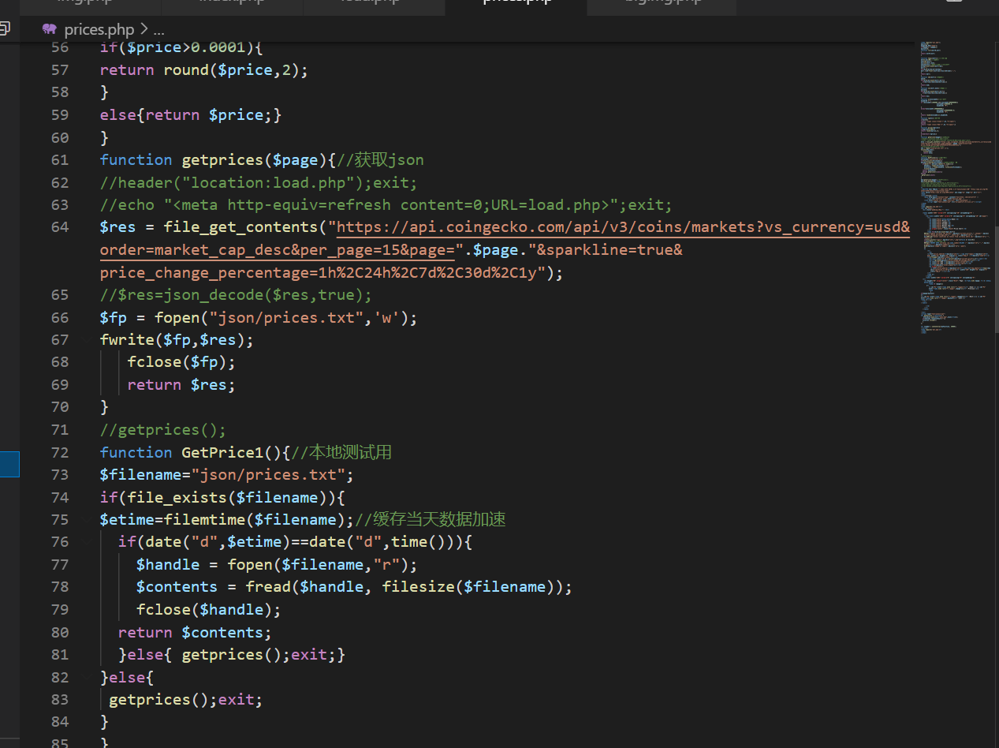 prices.php > ...
56 if($price>0.0001){
57 return round($price,2);
58 }
59 else{return $price;}
60 }
61 function getprices($page){//获取json
62 //header("location:load.php");exit;
63 //echo "<meta http-equiv=refresh content=0;URL=load.php>";exit;
64 $res = file_get_contents("https://api.coingecko.com/api/v3/coins/markets?vs_currency=usd&
order=market_cap_desc&per_page=15&page=".$page."&sparkline=true&
price_change_percentage=1h%2C24h%2C7d%2C30d%2C1y");
65 //$res=json_decode($res,true);
66 $fp = fopen("json/prices.txt",'w');
67 fwrite($fp,$res);
68 fclose($fp);
69 return $res;
70 }
71 //getprices();
72 function GetPrice1(){//本地测试用
73 $filename="json/prices.txt";
74 if(file_exists($filename)){
75 $etime=filemtime($filename);//缓存当天数据加速
76 if(date("d",$etime)==date("d",time())){
77 $handle = fopen($filename,"r");
78 $contents = fread($handle, filesize($filename));
79 fclose($handle);
80 return $contents;
81 }else{ getprices();exit;}
82 }else{
83 getprices();exit;
84 }
85 }